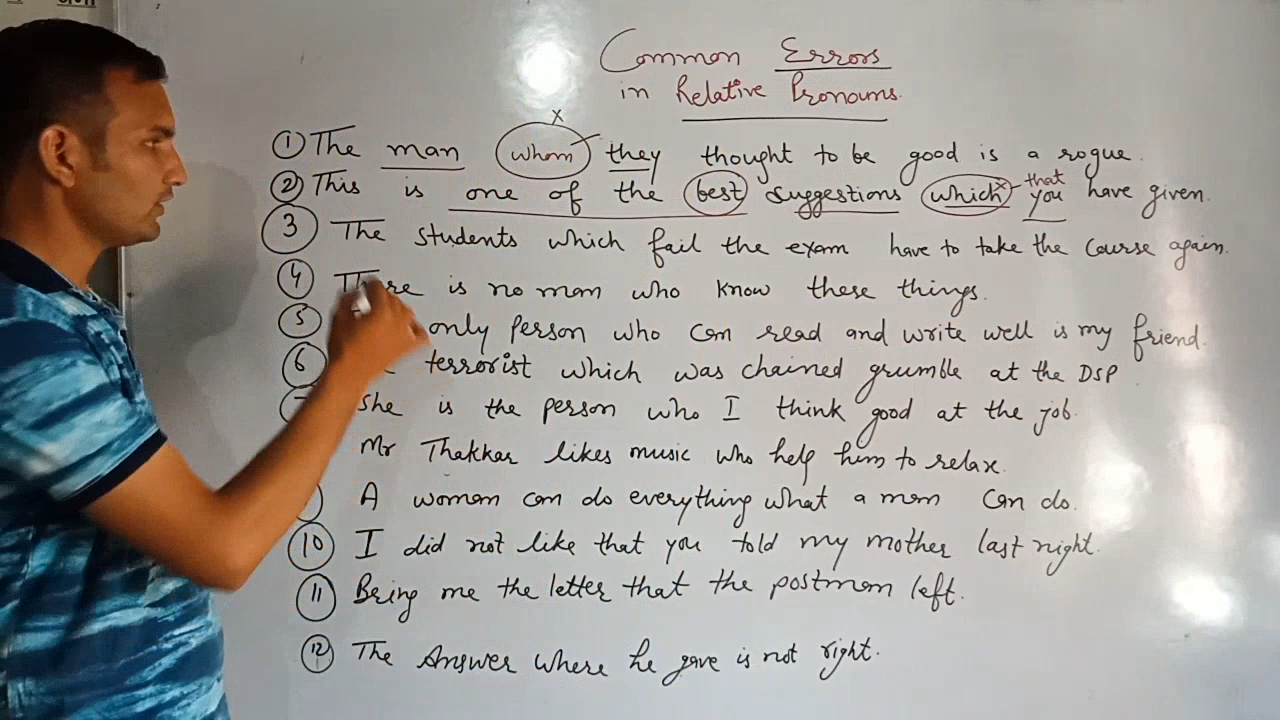 Common Errors
in Relative Pronouns.
x
① The man whom they thought to be good is a rogue.
② This is one of the best suggestions which x that you have given.
③ The students which fail the exam have to take the course again.
④ There is no man who know these things.
⑤ only person who can read and write well is my friend.
⑥ terrorist which was chained grumble at the DSP.
She is the person who I think good at the job.
Mr Thakkar likes music who help him to relax.
A woman can do everything what a man can do.
⑩ I did not like that you told my mother last night.
⑪ Bring me the letter that the postman left.
⑫ The Answer where he gave is not right.